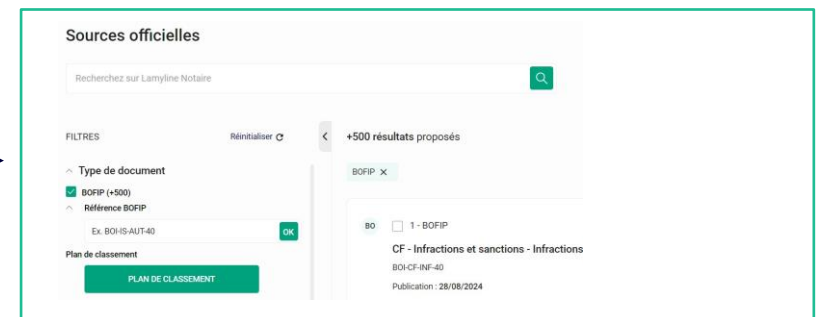 Sources officielles
Recherchez sur Lamyline Notaire
FILTRES
Réinitialiser
+500 résultats proposés
Type de document
BOFIP X
BOFIP (+500)
Référence BOFIP
Ex. BOI-IS-AUT-40
OK
BO 1 - BOFIP
Plan de classement
CF - Infractions et sanctions - Infractions
BOI-CF-INF-40
PLAN DE CLASSEMENT
Publication : 28/08/2024